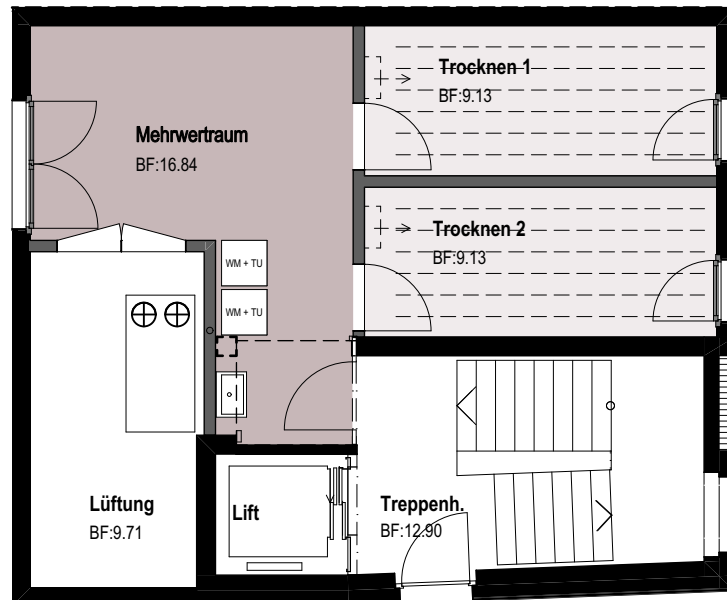 Trocknen 1
BF:9.13
Mehrwertraum
BF:16.84
Trocknen 2
BF:9.13
WM + TU
WM + TU
Lüftung
BF:9.71
Lift
Treppenh.
BF:12.90